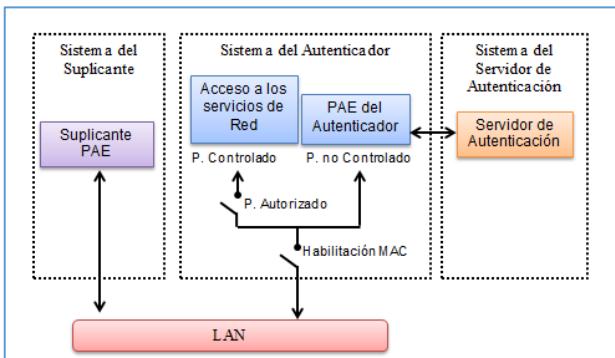 Sistema del
Suplicante
Sistema del Autenticador
Sistema del
Servidor de
Autenticación
Suplicante
PAE
Acceso a los
servicios de
Red
PAE del
Autenticador
Servidor de
Autenticación
P. Controlado
P. no Controlado
P. Autorizado
Habilitación MAC
LAN